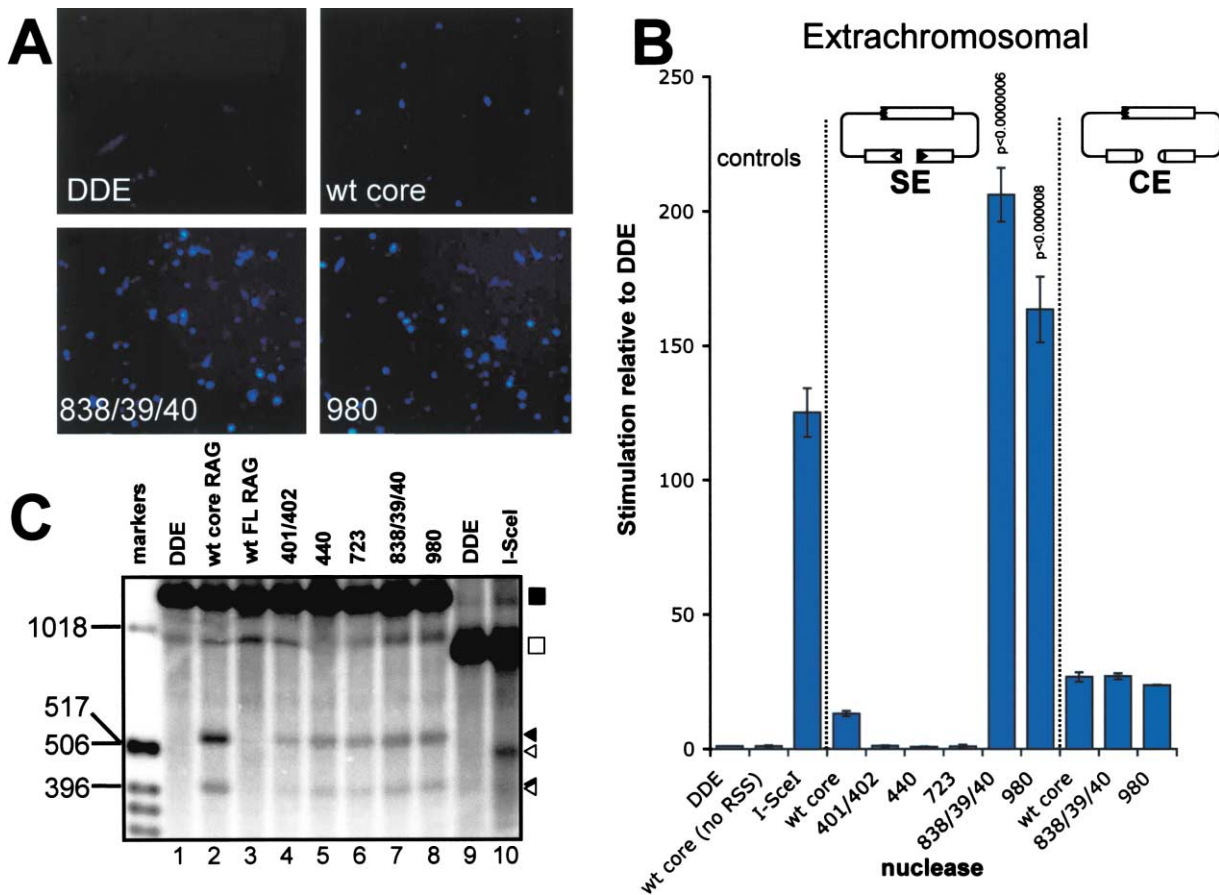 A
DDE
wt core
838/39/40
980
B
Extrachromosomal
Stimulation relative to DDE
250
200
150
100
50
0
controls
SE
CE
p<0.0000006
p<0.000008
DDE
wt core (no RSS)
I-SceI
wt core
401/402
440
723
838/39/40
980
wt core
838/39/40
980
nuclease
C
markers
DDE
wt core RAG
wt FL RAG
401/402
440
723
838/39/40
980
DDE
I-SceI
1018
517
506
396
1 2 3 4 5 6 7 8 9 10